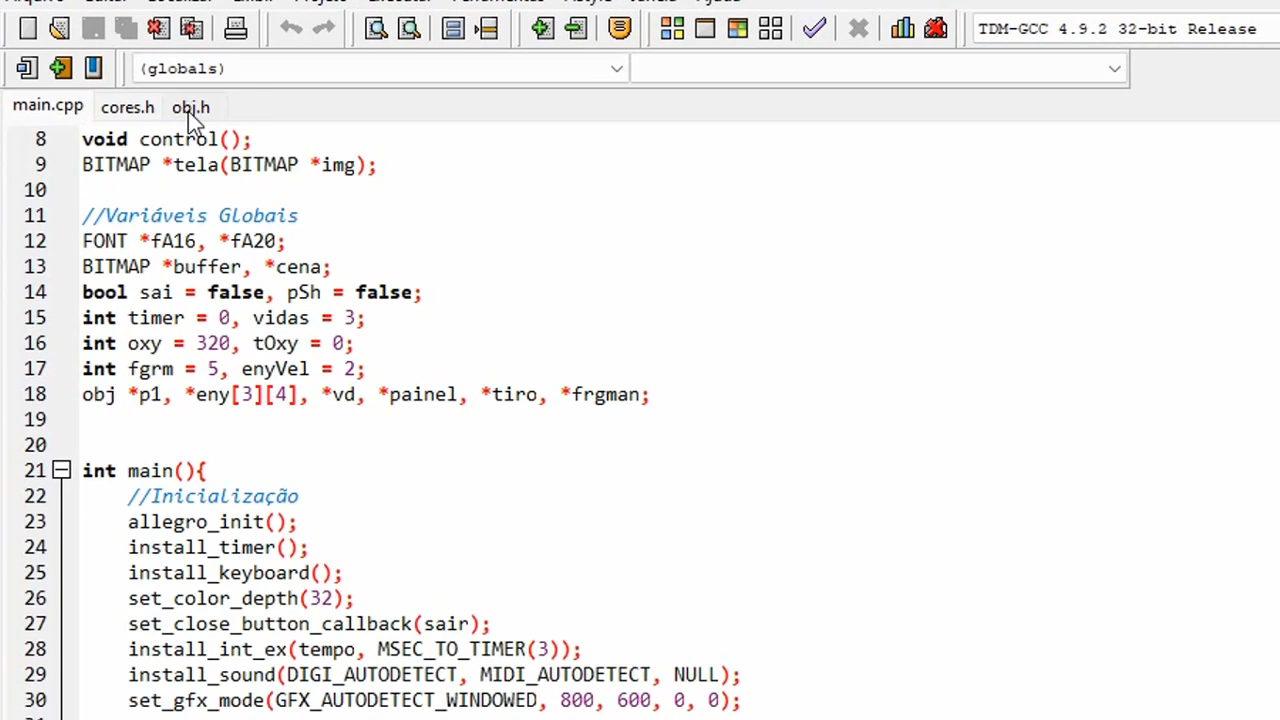 TDM-GCC 4.9.2 32-bit Release
(globals)
main.cpp cores.h obj.h
8 void control();
9 BITMAP *tela(BITMAP *img);
10
11 //Variáveis Globais
12 FONT *fA16, *fA20;
13 BITMAP *buffer, *cena;
14 bool sai = false, pSh = false;
15 int timer = 0, vidas = 3;
16 int oxy = 320, tOxy = 0;
17 int fgrm = 5, enyVel = 2;
18 obj *p1, *eny[3][4], *vd, *painel, *tiro, *frgman;
19
20
21 int main(){
22 //Inicialização
23 allegro_init();
24 install_timer();
25 install_keyboard();
26 set_color_depth(32);
27 set_close_button_callback(sair);
28 install_int_ex(tempo, MSEC_TO_TIMER(3));
29 install_sound(DIGI_AUTODETECT, MIDI_AUTODETECT, NULL);
30 set_gfx_mode(GFX_AUTODETECT_WINDOWED, 800, 600, 0, 0);